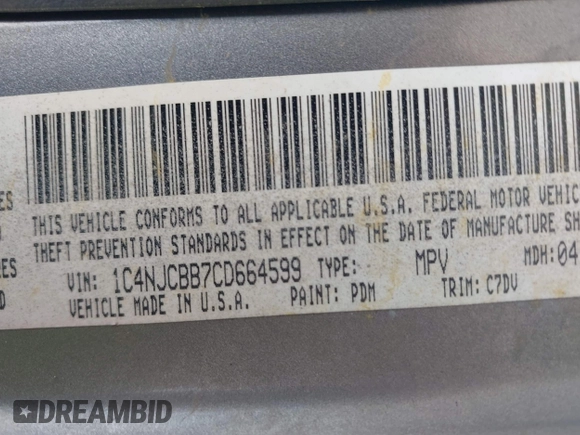 THIS VEHICLE CONFORMS TO ALL APPLICABLE U.S.A. FEDERAL MOTOR VEHIC
THEFT PREVENTION STANDARDS IN EFFECT ON THE DATE OF MANUFACTURE SH
VIN: 1C4NJCBB7CD664599 TYPE: MPV MDH:04
VEHICLE MADE IN U.S.A. PAINT: PDM TRIM: C7DV
DREAMBID